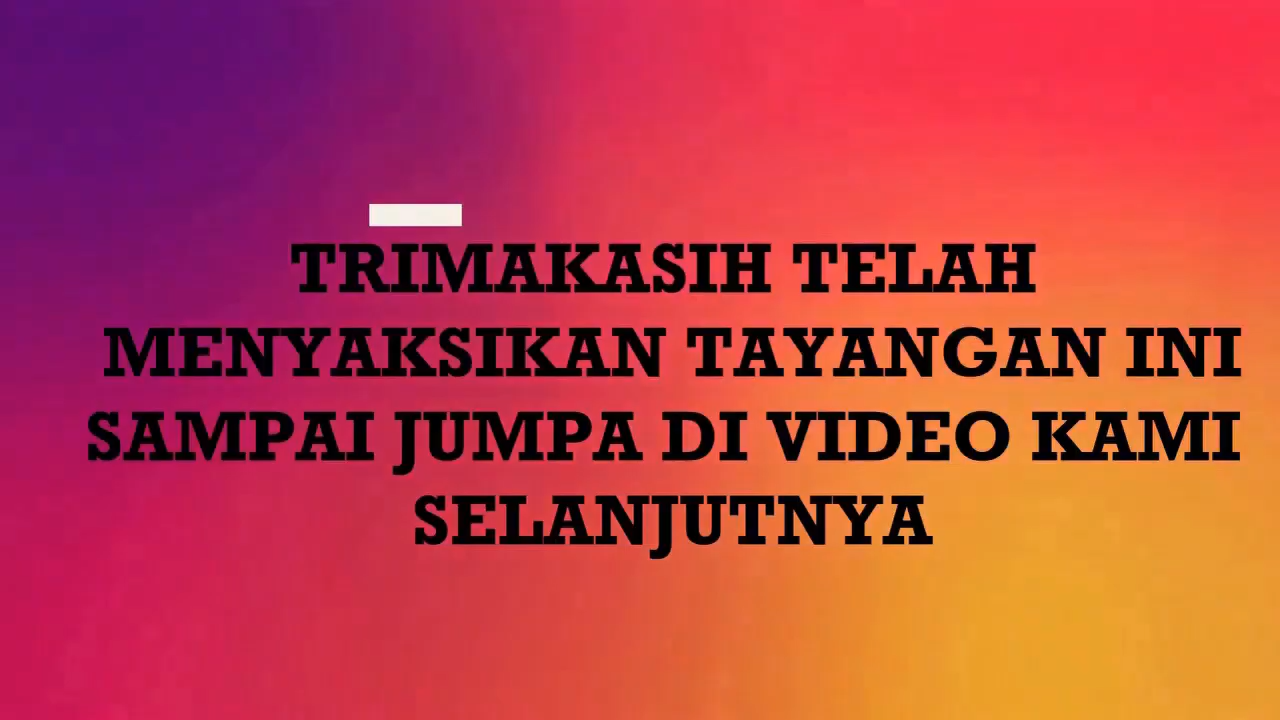 TRIMAKASIH TELAH
MENYAKSIKAN TAYANGAN INI
SAMPAI JUMPA DI VIDEO KAMI
SELANJUTNYA